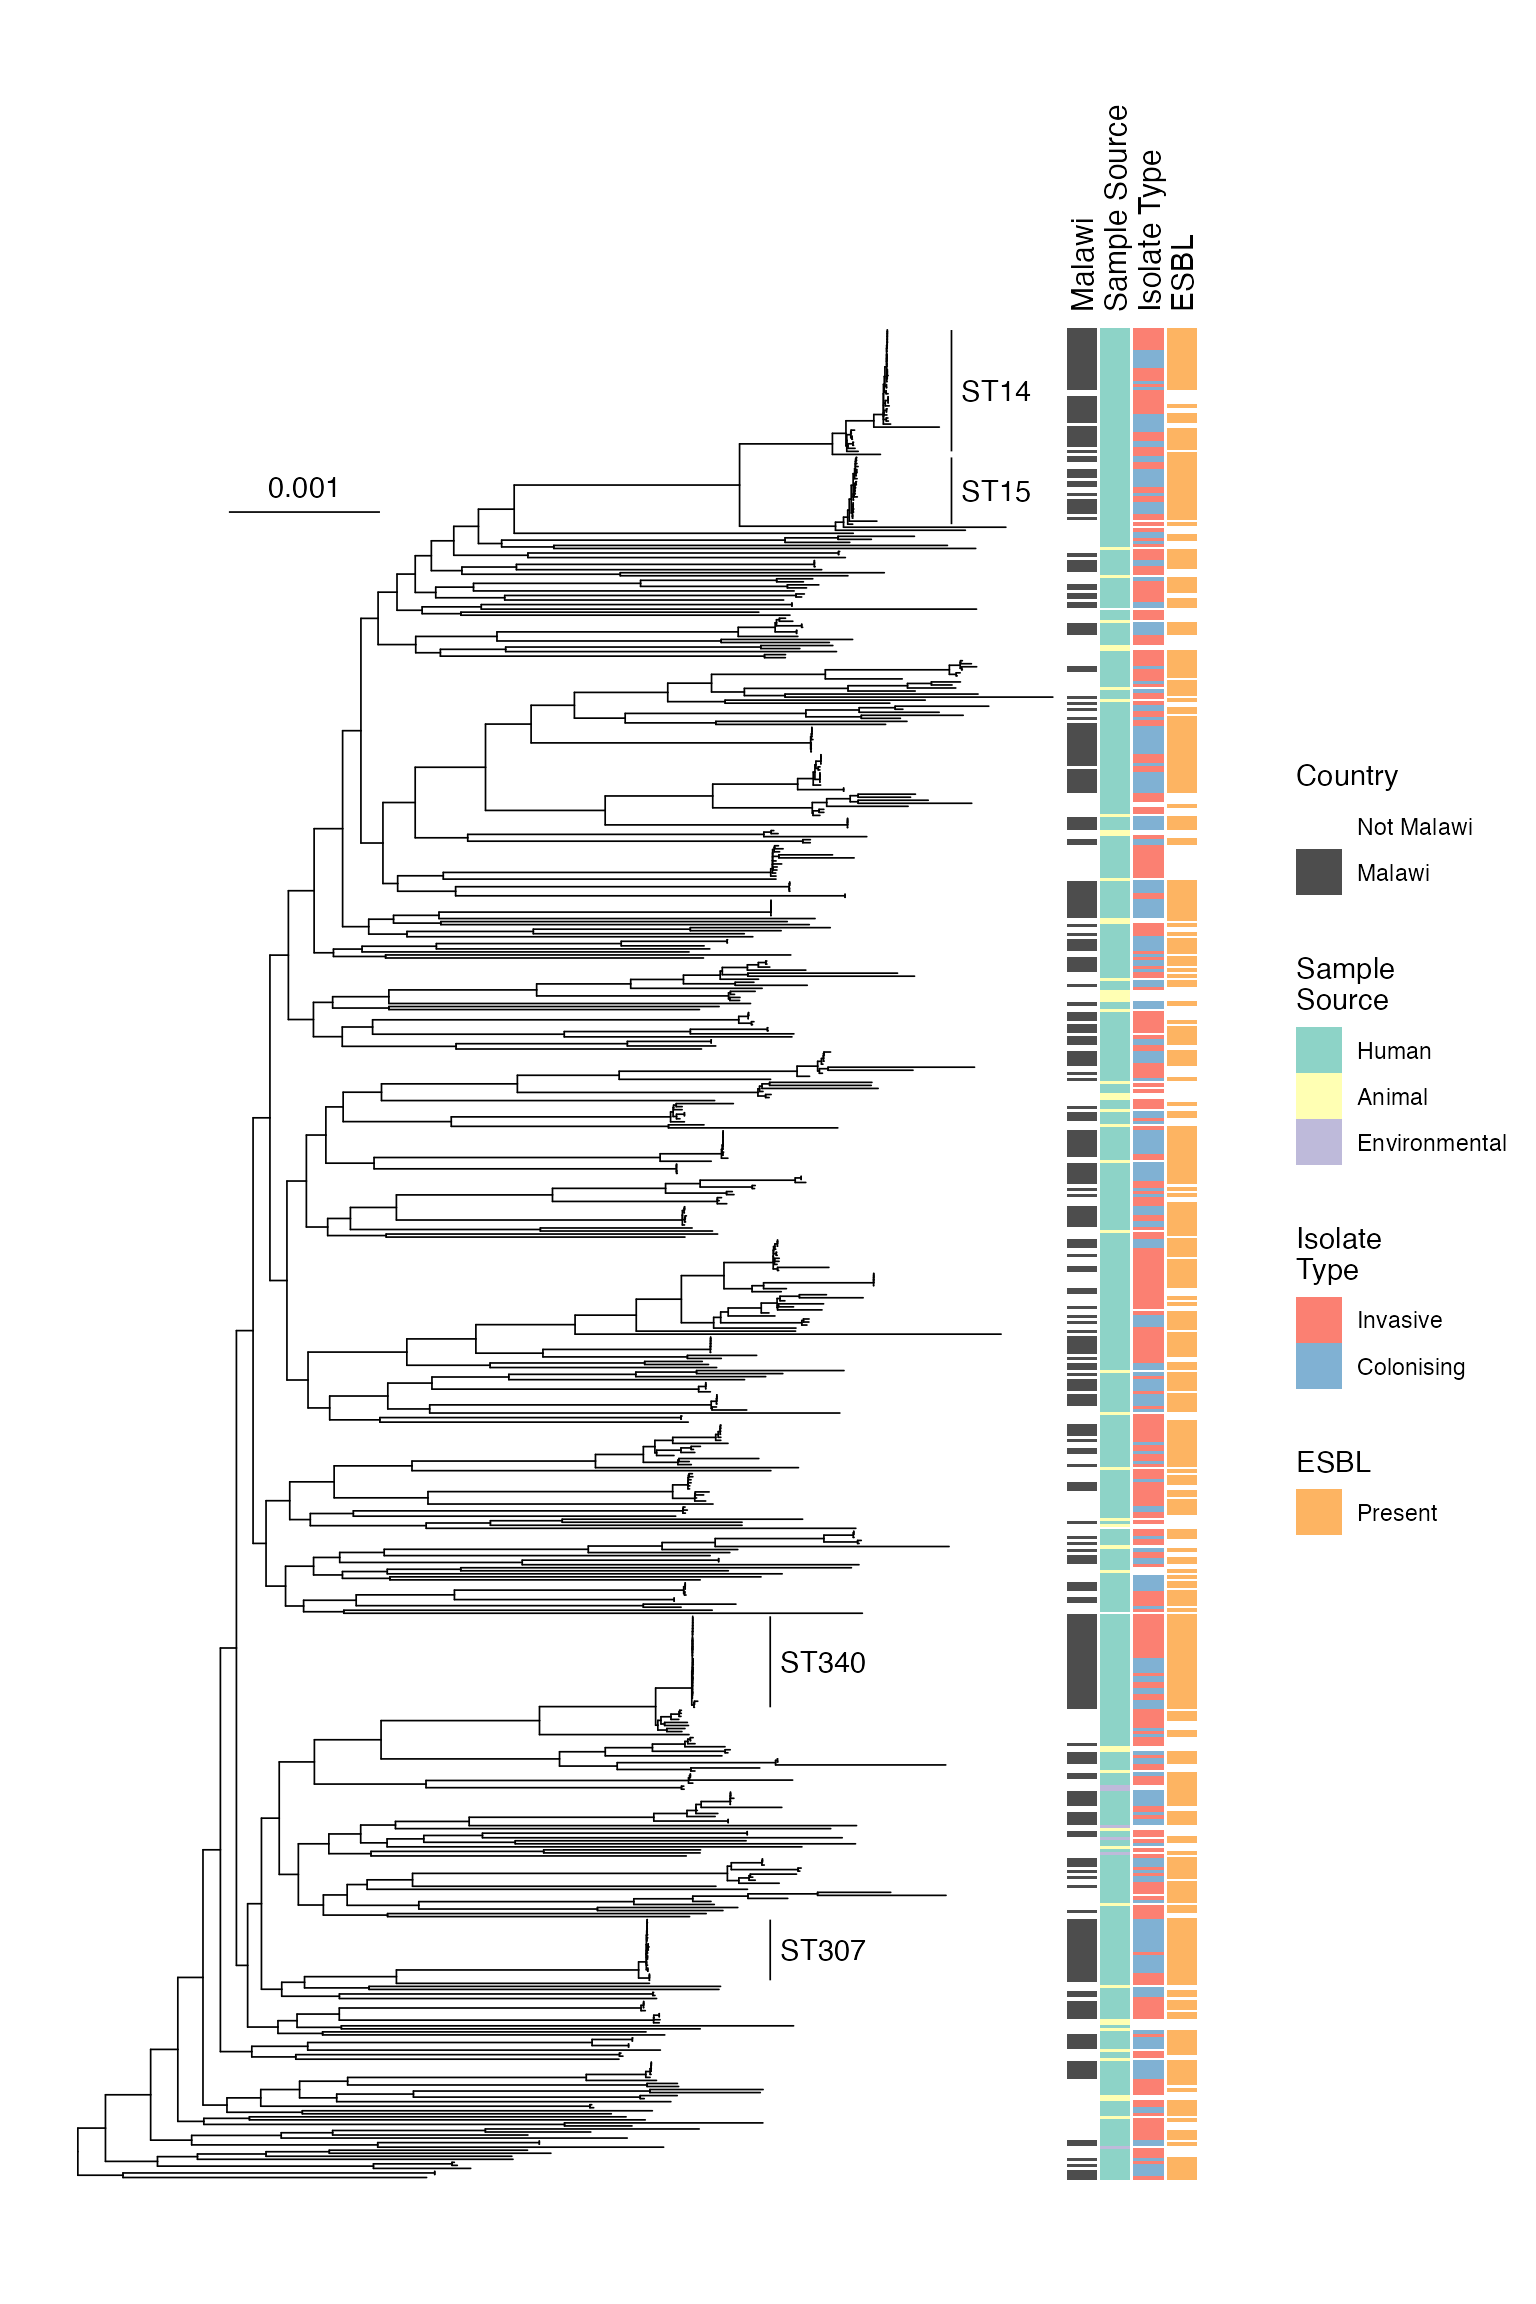 Malawi
Sample Source
Isolate Type
ESBL
ST14
0.001
ST15
Country
Not Malawi
Malawi
Sample
Source
Human
Animal
Environmental
Isolate
Type
Invasive
Colonising
ESBL
Present
ST340
ST307